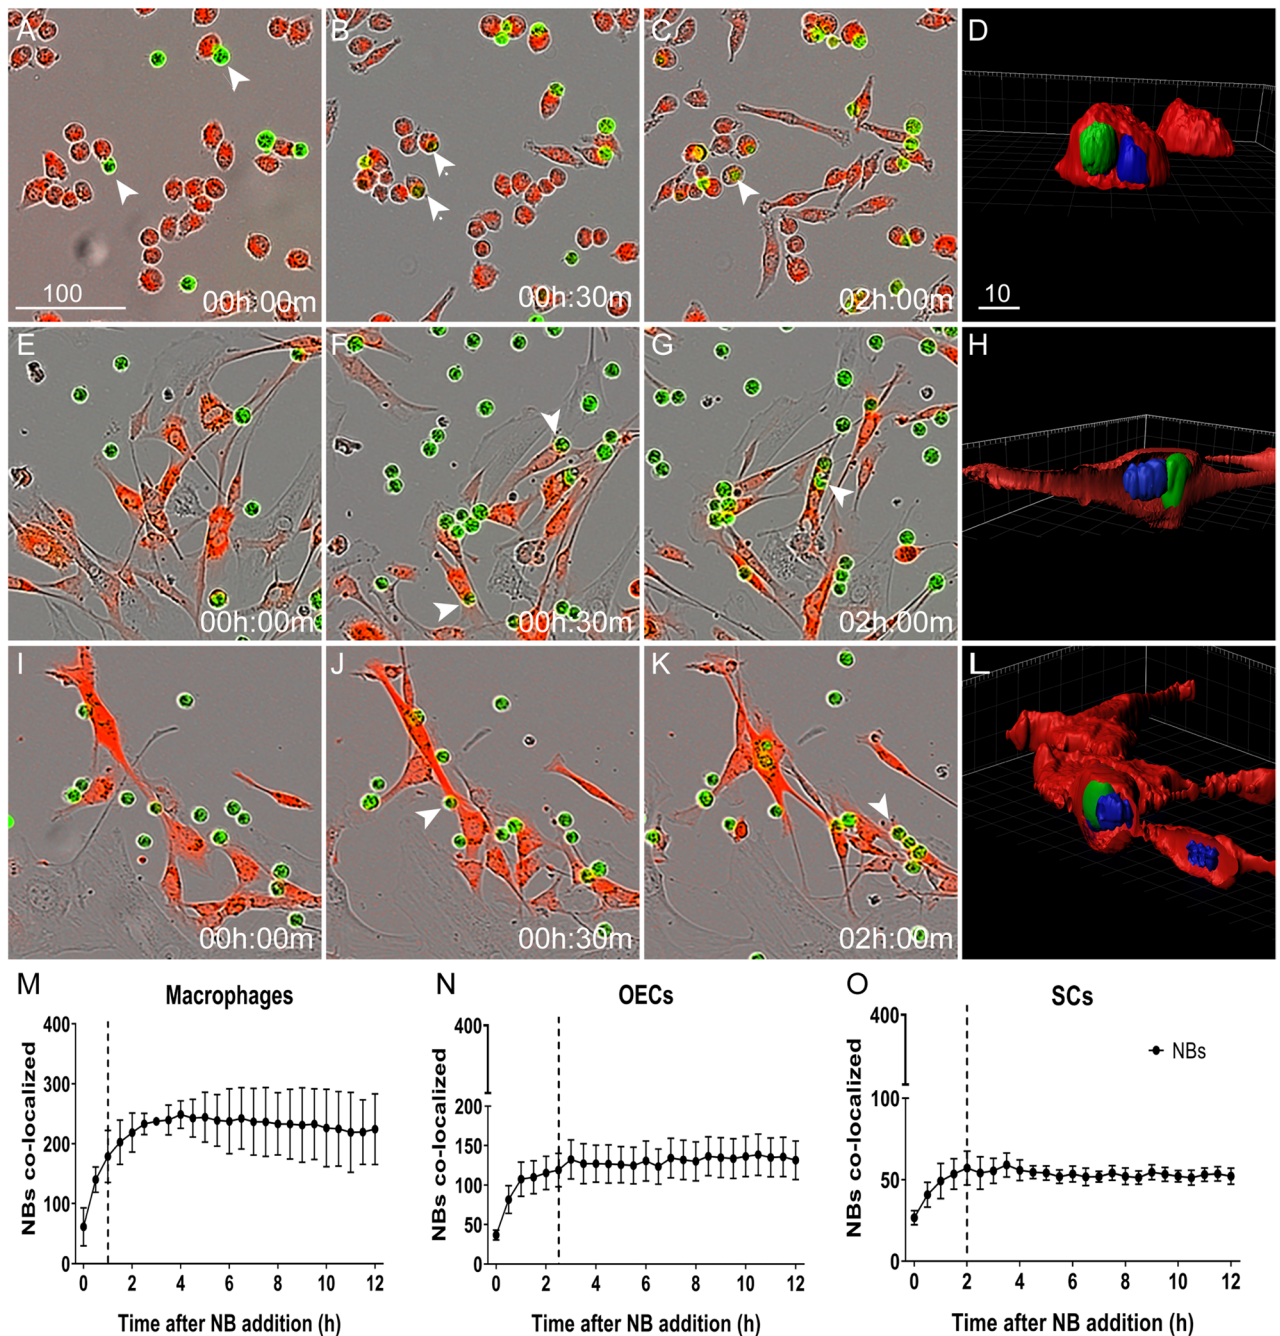 A
B
C
D
100
00h:00m
00h:30m
02h:00m
10
E
F
G
H
00h:00m
00h:30m
02h:00m
I
J
K
L
00h:00m
00h:30m
02h:00m
M
Macrophages
NBs co-localized
400
300
200
100
0
0 2 4 6 8 10 12
Time after NB addition (h)
N
OECs
NBs co-localized
400
200
150
100
50
0
0 2 4 6 8 10 12
Time after NB addition (h)
O
SCs
NBs co-localized
400
100
50
0
NBs
0 2 4 6 8 10 12
Time after NB addition (h)